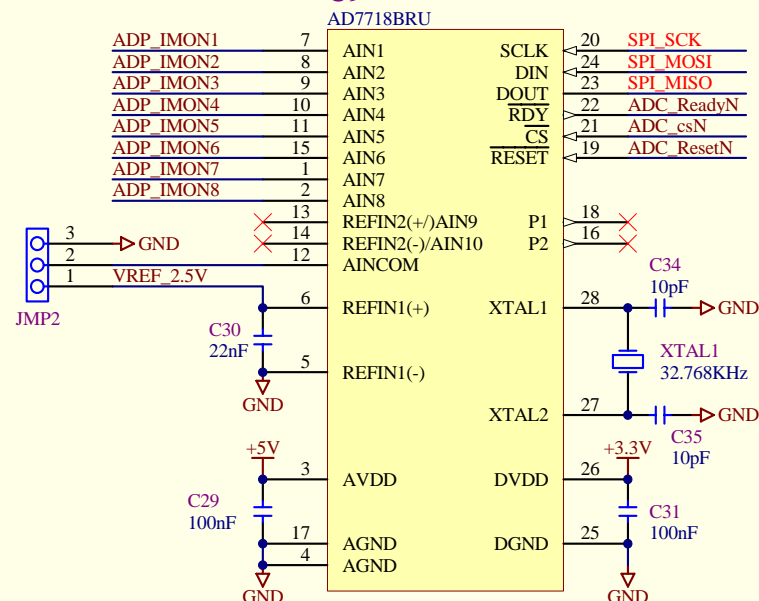 AD7718BRU
ADP_IMON1 7 AIN1 SCLK 20 SPI_SCK
ADP_IMON2 8 AIN2 DIN 24 SPI_MOSI
ADP_IMON3 9 AIN3 DOUT 23 SPI_MISO
ADP_IMON4 10 AIN4 RDY 22 ADC_ReadyN
ADP_IMON5 11 AIN5 CS 21 ADC_csN
ADP_IMON6 15 AIN6 RESET 19 ADC_ResetN
ADP_IMON7 1 AIN7
ADP_IMON8 2 AIN8
13 REFIN2(+/)AIN9 P1 18
3 GND 14 REFIN2(-)/AIN10 P2 16
2 12 AINCOM
1 VREF_2.5V
JMP2
6 REFIN1(+) XTAL1 28
C34
10pF
GND
C30
22nF
5 REFIN1(-)
GND
XTAL1
32.768KHz
XTAL2 27
GND
C35
10pF
+5V +3.3V
3 AVDD DVDD 26
C29
100nF
C31
100nF
17 AGND DGND 25
4 AGND
GND GND